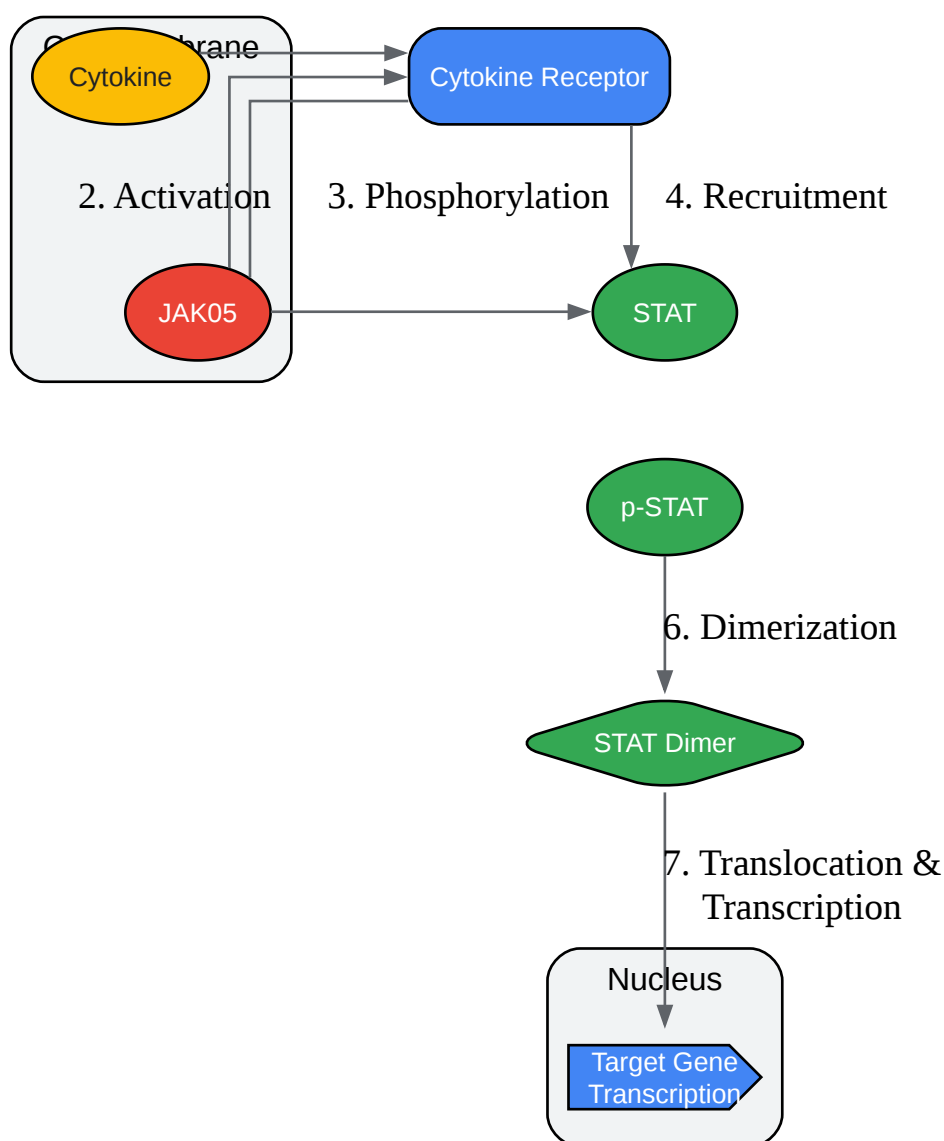 Cytokine
Cytokine Receptor
2. Activation
3. Phosphorylation
4. Recruitment
JAK05
STAT
p-STAT
6. Dimerization
STAT Dimer
7. Translocation &
Transcription
Nucleus
Target Gene
Transcription